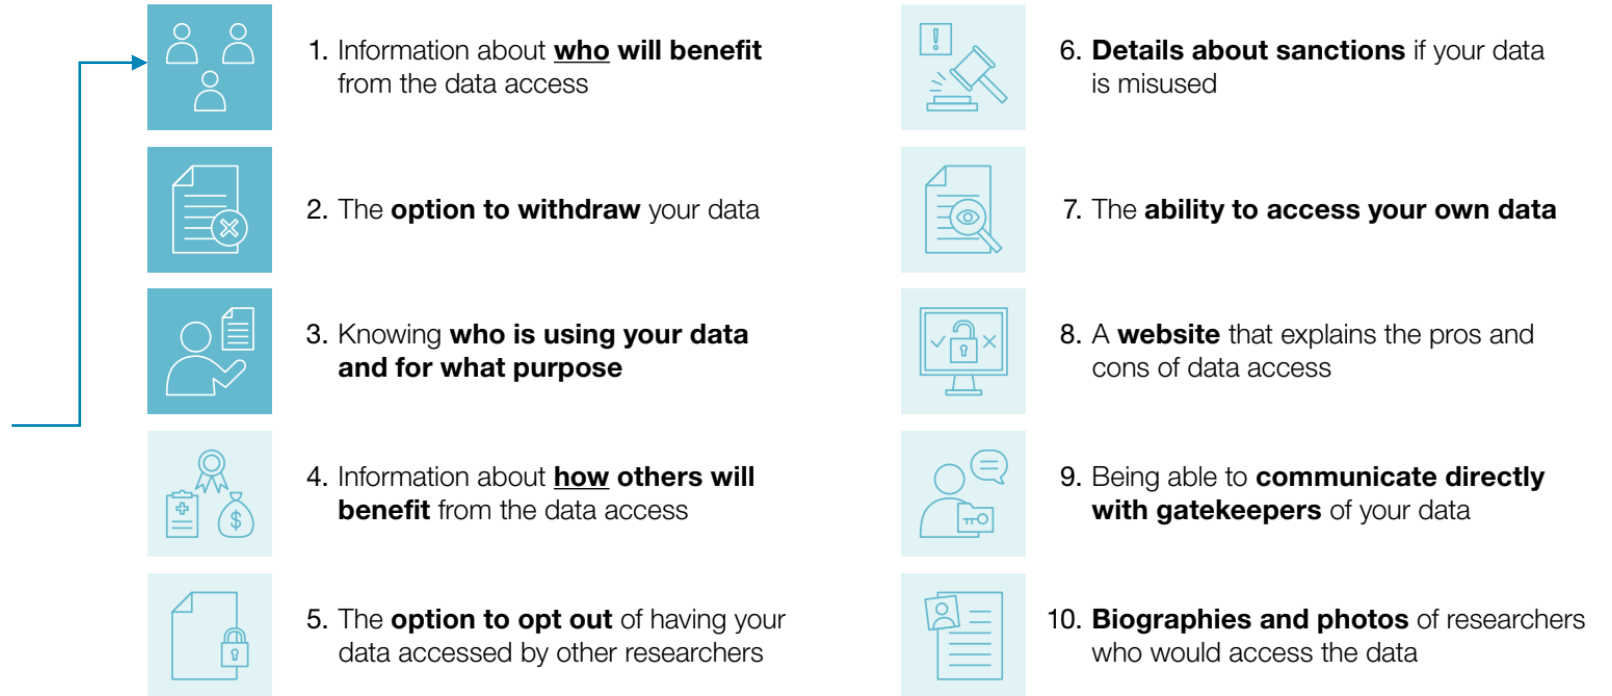 1. Information about who will benefit
from the data access
2. The option to withdraw your data
3. Knowing who is using your data
and for what purpose
4. Information about how others will
benefit from the data access
$
5. The option to opt out of having your
data accessed by other researchers
!
6. Details about sanctions if your data
is misused
7. The ability to access your own data
8. A website that explains the pros and
cons of data access
9. Being able to communicate directly
with gatekeepers of your data
10. Biographies and photos of researchers
who would access the data